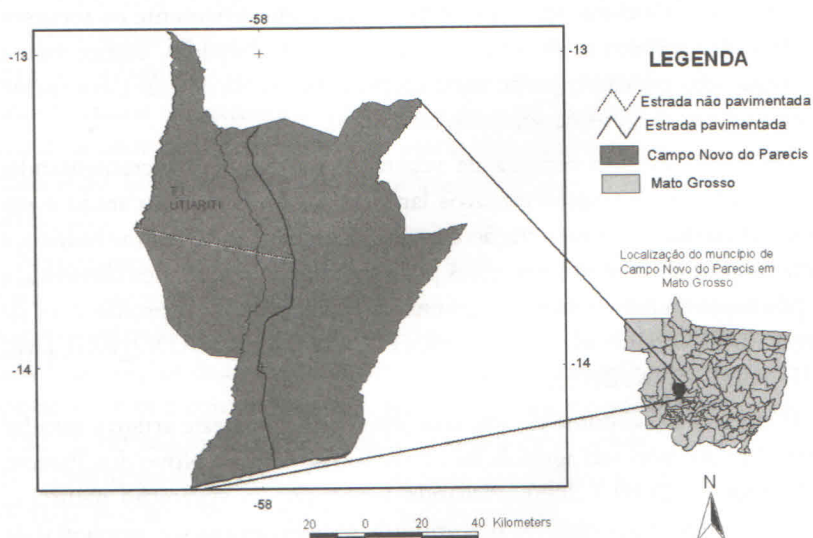 -58
-13
-13
LEGENDA
Estrada não pavimentada
Estrada pavimentada
Campo Novo do Parecis
Mato Grosso
UTIARITI
Localização do município de
Campo Novo do Parecis em
Mato Grosso
-14
-14
-58
N
20 0 20 40 Kilometers